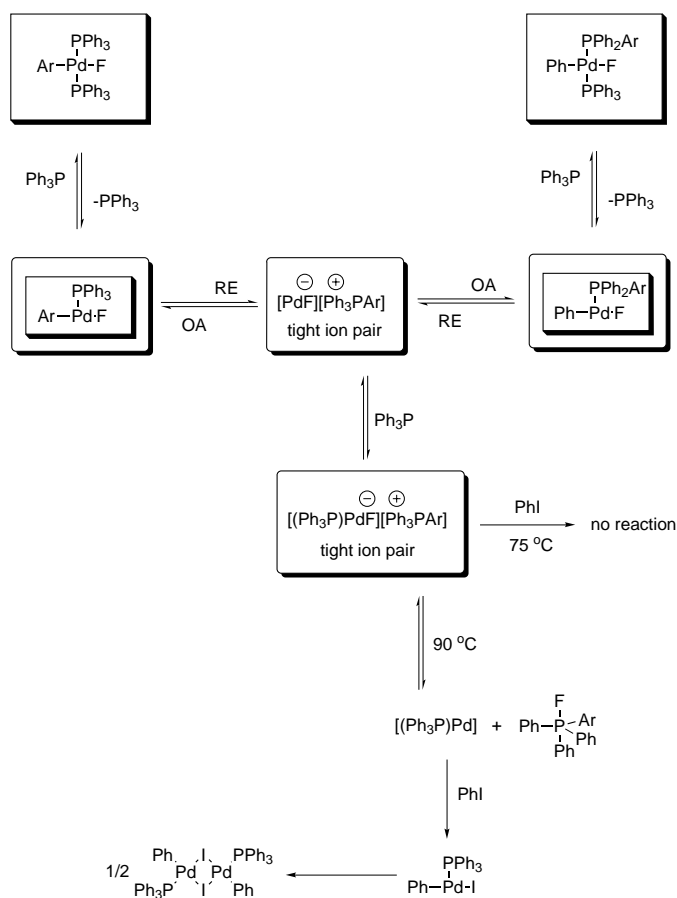 PPh3
Ar Pd F
PPh3
PPh2Ar
Ph Pd F
PPh3
Ph3P
-PPh3
Ph3P
-PPh3
PPh3
Ar Pd·F
RE
OA
[PdF][Ph3PAr]
tight ion pair
OA
RE
PPh2Ar
Ph Pd·F
Ph3P
[(Ph3P)PdF][Ph3PAr]
tight ion pair
PhI
75 °C
no reaction
90 °C
[(Ph3P)Pd] +
F
Ph P Ar
Ph
Ph
PhI
1/2
Ph I PPh3
Pd Pd
Ph3P I Ph
PPh3
Ph Pd-I